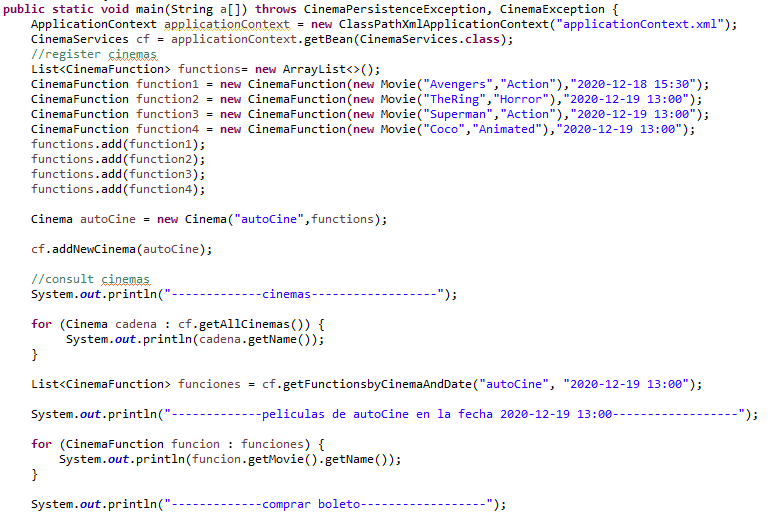 public static void main(String a[]) throws CinemaPersistenceException, CinemaException {
    ApplicationContext applicationContext = new ClassPathXmlApplicationContext("applicationContext.xml");
    CinemaServices cf = applicationContext.getBean(CinemaServices.class);
    //register cinemas
    List<CinemaFunction> functions= new ArrayList<>();
    CinemaFunction function1 = new CinemaFunction(new Movie("Avengers","Action"),"2020-12-18 15:30");
    CinemaFunction function2 = new CinemaFunction(new Movie("TheRing","Horror"),"2020-12-19 13:00");
    CinemaFunction function3 = new CinemaFunction(new Movie("Superman","Action"),"2020-12-19 13:00");
    CinemaFunction function4 = new CinemaFunction(new Movie("Coco","Animated"),"2020-12-19 13:00");
    functions.add(function1);
    functions.add(function2);
    functions.add(function3);
    functions.add(function4);

    Cinema autoCine = new Cinema("autoCine",functions);

    cf.addNewCinema(autoCine);

    //consult cinemas
    System.out.println("-------------cinemas------------------");

    for (Cinema cadena : cf.getAllCinemas()) {
         System.out.println(cadena.getName());
    }

    List<CinemaFunction> funciones = cf.getFunctionsbyCinemaAndDate("autoCine", "2020-12-19 13:00");

    System.out.println("-------------peliculas de autoCine en la fecha 2020-12-19 13:00------------------");

    for (CinemaFunction funcion : funciones) {
        System.out.println(funcion.getMovie().getName());
    }

    System.out.println("-------------comprar boleto------------------");